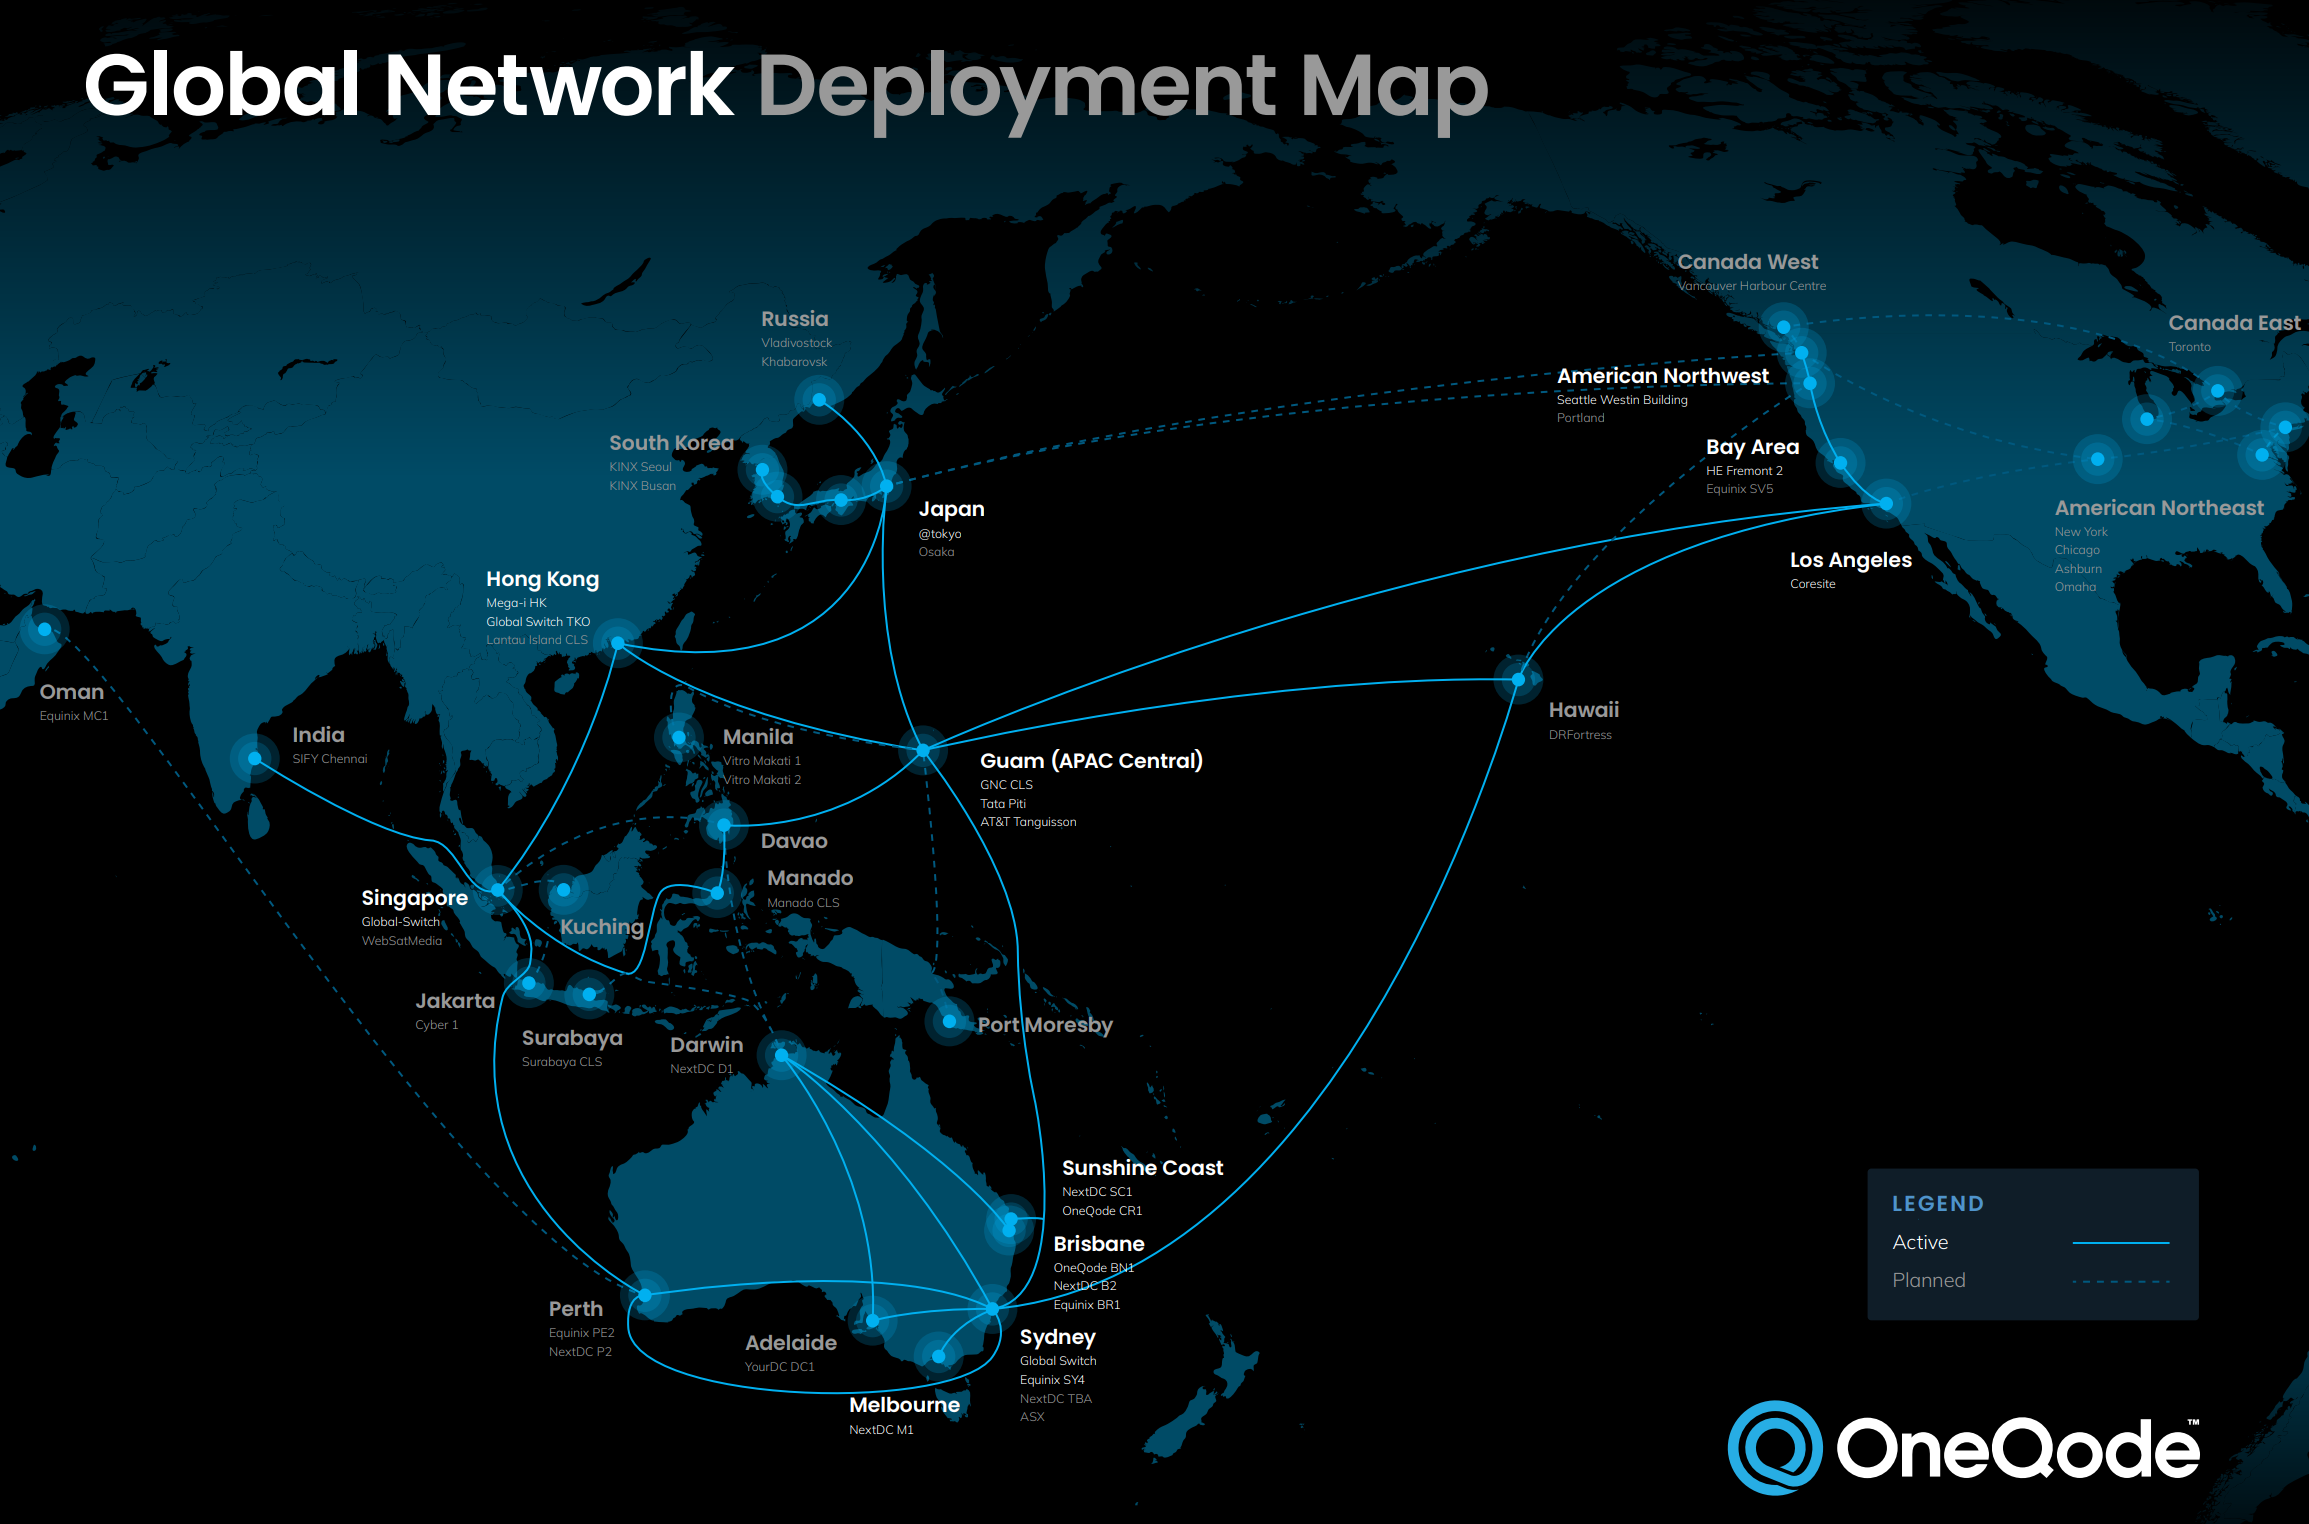 Global Network Deployment Map
Canada West
Vancouver Harbour Centre
Russia
Vladivostock
Khabarovsk
Canada East
Toronto
American Northwest
Seattle Westin Building
Portland
South Korea
KINX Seoul
KINX Busan
Bay Area
HE Fremont 2
Equinix SV5
Japan
@tokyo
Osaka
American Northeast
New York
Chicago
Ashburn
Omaha
Los Angeles
Coresite
Hong Kong
Mega-i HK
Global Switch TKO
Lantau Island CLS
Oman
Equinix MC1
India
SIFY Chennai
Manila
Vitro Makati 1
Vitro Makati 2
Hawaii
DRFortress
Guam (APAC Central)
GNC CLS
Tata Piti
AT&T Tanguisson
Davao
Manado
Manado CLS
Singapore
Global-Switch
WebSatMedia
Kuching
Jakarta
Cyber 1
Surabaya
Surabaya CLS
Darwin
NextDC D1
Port Moresby
Sunshine Coast
NextDC SC1
OneQode CR1
Brisbane
OneQode BN1
NextDC B2
Equinix BR1
Perth
Equinix PE2
NextDC P2
Adelaide
YourDC DC1
Sydney
Global Switch
Equinix SY4
NextDC TBA
ASX
Melbourne
NextDC M1
LEGEND
Active
Planned
OneQode™